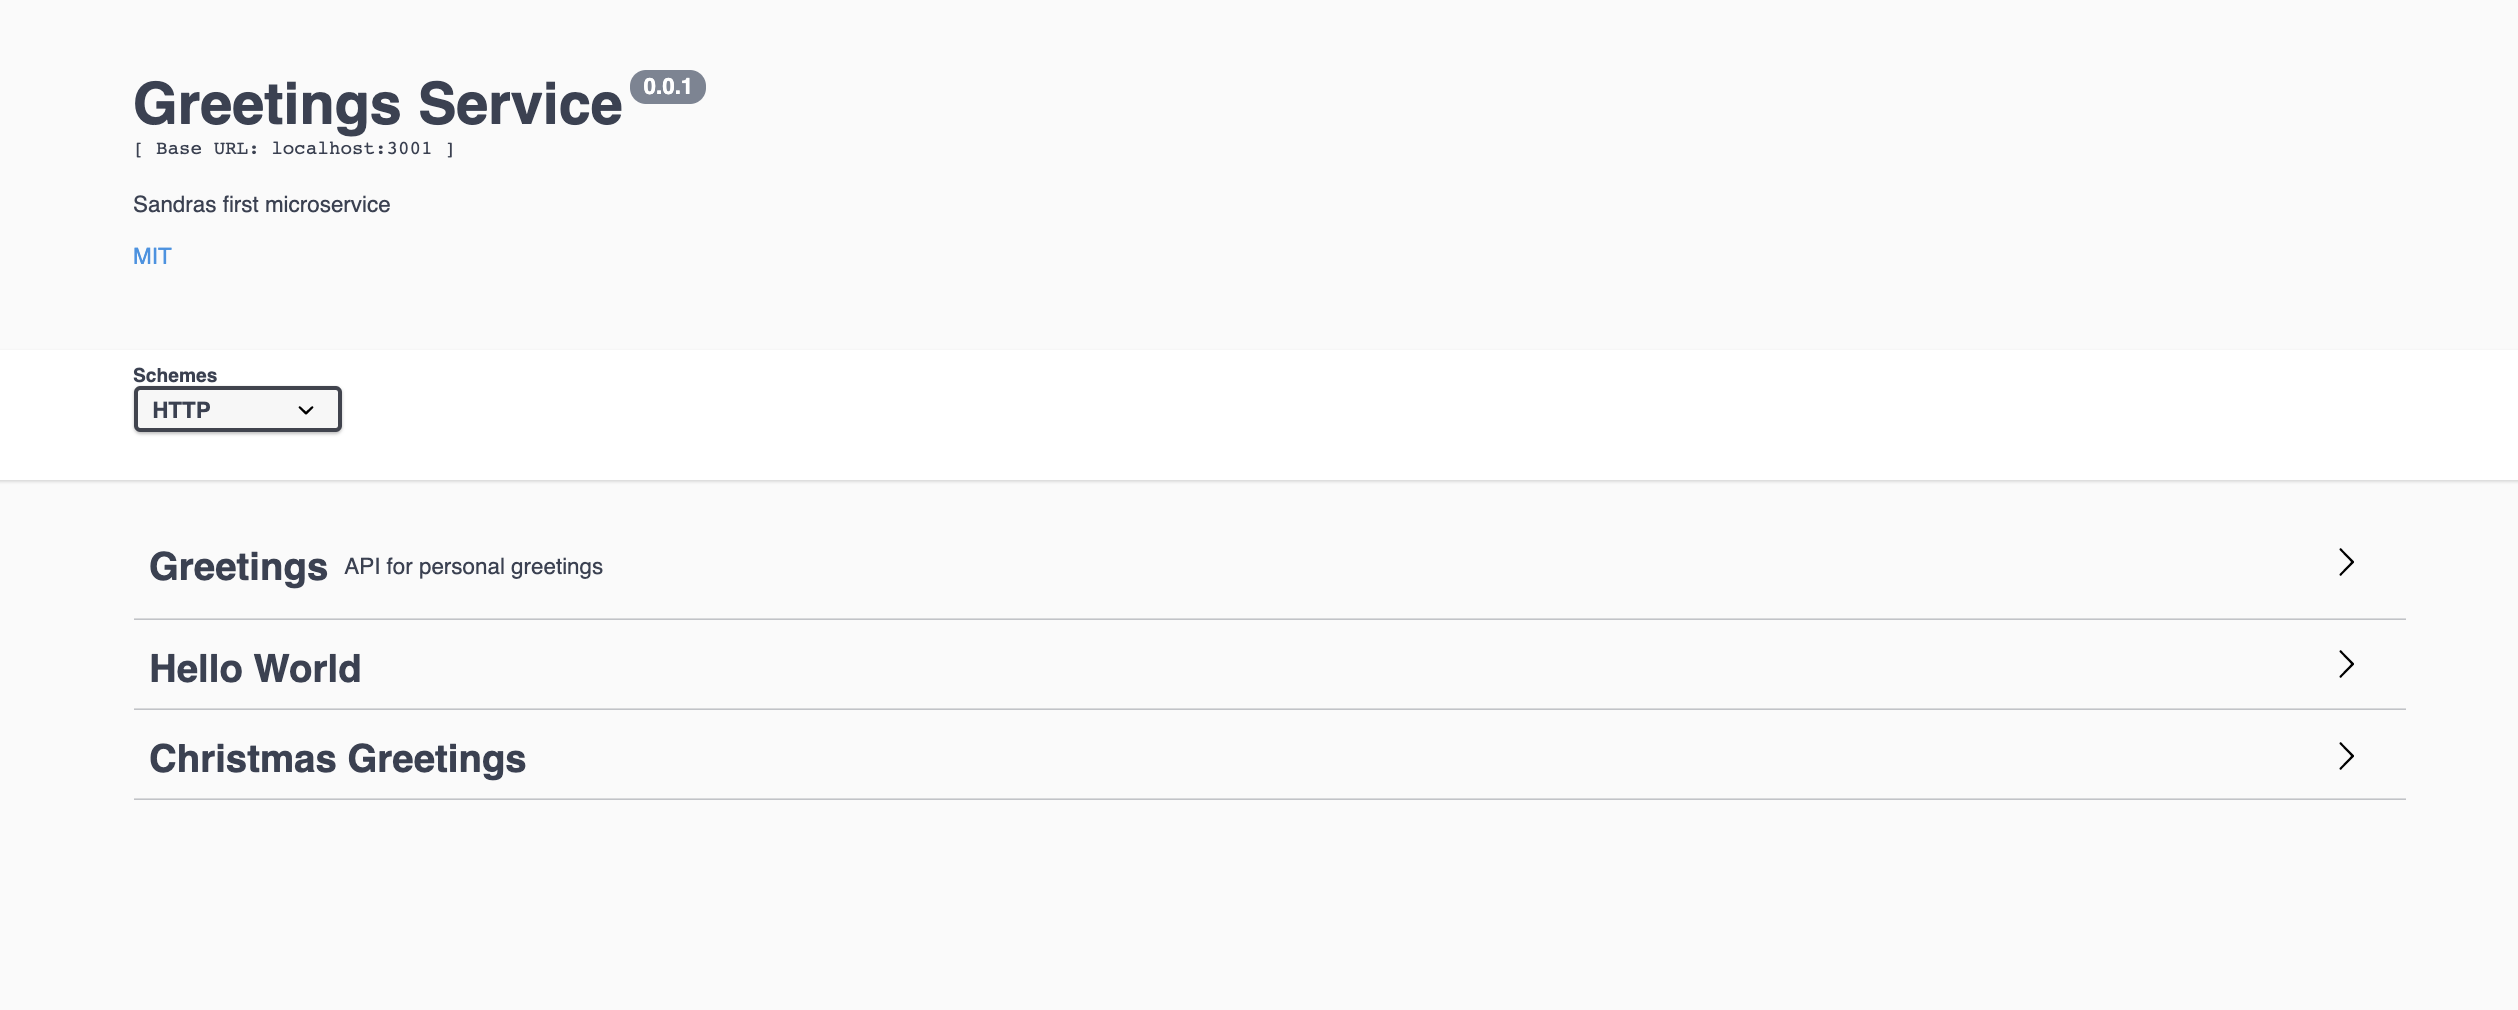 Greetings Service 0.0.1
[ Base URL: localhost:3001 ]
Sandras first microservice
MIT
Schemes
HTTP
Greetings API for personal greetings
Hello World
Christmas Greetings